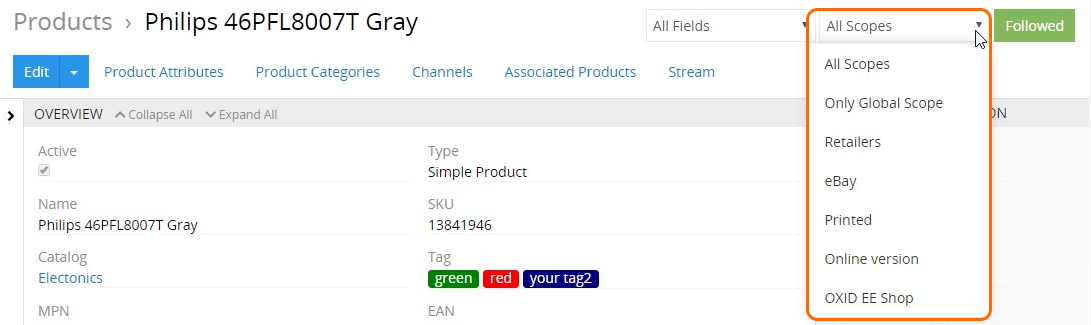 Products › Philips 46PFL8007T Gray
All Fields
All Scopes
Followed
Edit
Product Attributes
Product Categories
Channels
Associated Products
Stream
All Scopes
Only Global Scope
Retailers
eBay
Printed
Online version
OXID EE Shop
OVERVIEW
Collapse All
Expand All
ON
Active
Type
Simple Product
Name
Philips 46PFL8007T Gray
SKU
13841946
Catalog
Electonics
Tag
green
red
your tag2
MPN
EAN